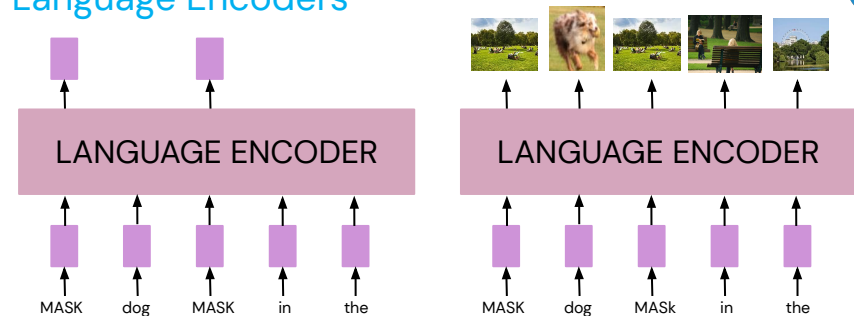 Language Encoders
LANGUAGE ENCODER
MASK dog MASK in the
LANGUAGE ENCODER
MASK dog MASk in the